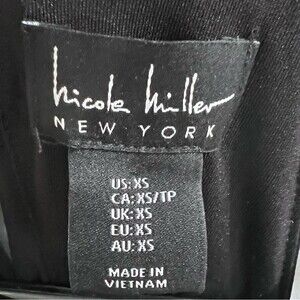 Nicole Miller
NEW YORK
US: XS
CA: XS/TP
UK: XS
EU: XS
AU: XS
MADE IN
VIETNAM